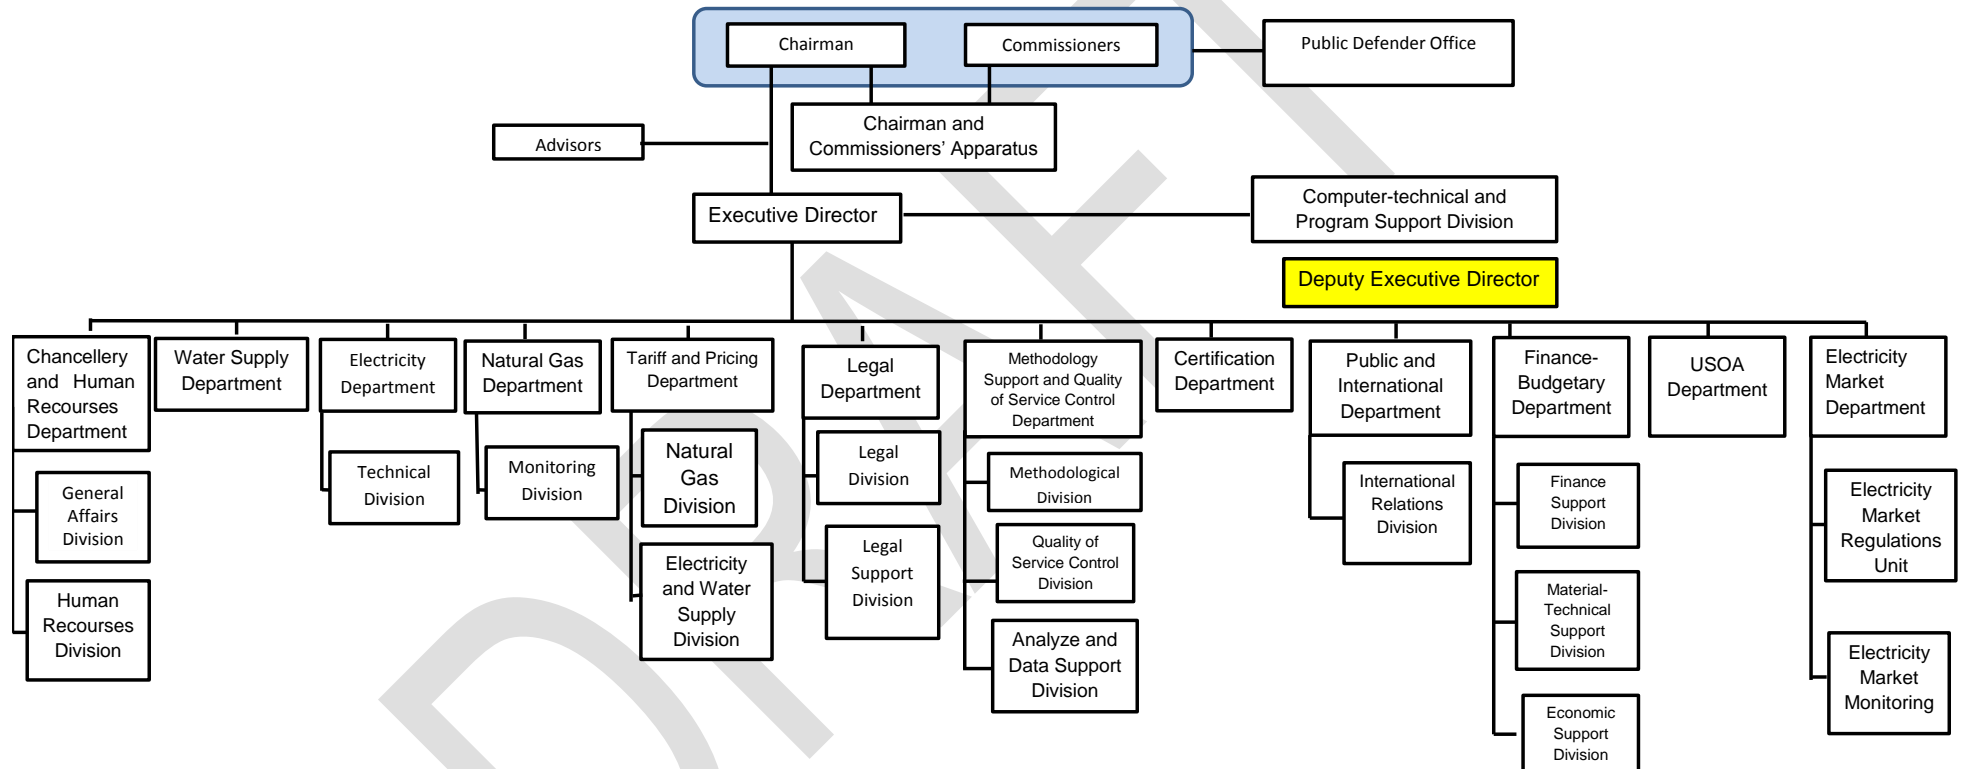 Chairman
Commissioners
Public Defender Office
Chairman and
Commissioners’ Apparatus
Advisors
Executive Director
Computer-technical and
Program Support Division
Deputy Executive Director
Chancellery
and Human
Recourses
Department
Water Supply
Department
Electricity
Department
Natural Gas
Department
Tariff and Pricing
Department
Legal
Department
Methodology
Support and Quality
of Service Control
Department
Certification
Department
Public and
International
Department
Finance-
Budgetary
Department
USOA
Department
Electricity
Market
Department
General
Affairs
Division
Human
Recourses
Division
Technical
Division
Monitoring
Division
Natural
Gas
Division
Electricity
and Water
Supply
Division
Legal
Division
Legal
Support
Division
Methodological
Division
Quality of
Service Control
Division
Analyze and
Data Support
Division
International
Relations
Division
Finance
Support
Division
Material-
Technical
Support
Division
Economic
Support
Division
Electricity
Market
Regulations
Unit
Electricity
Market
Monitoring
DRAFT